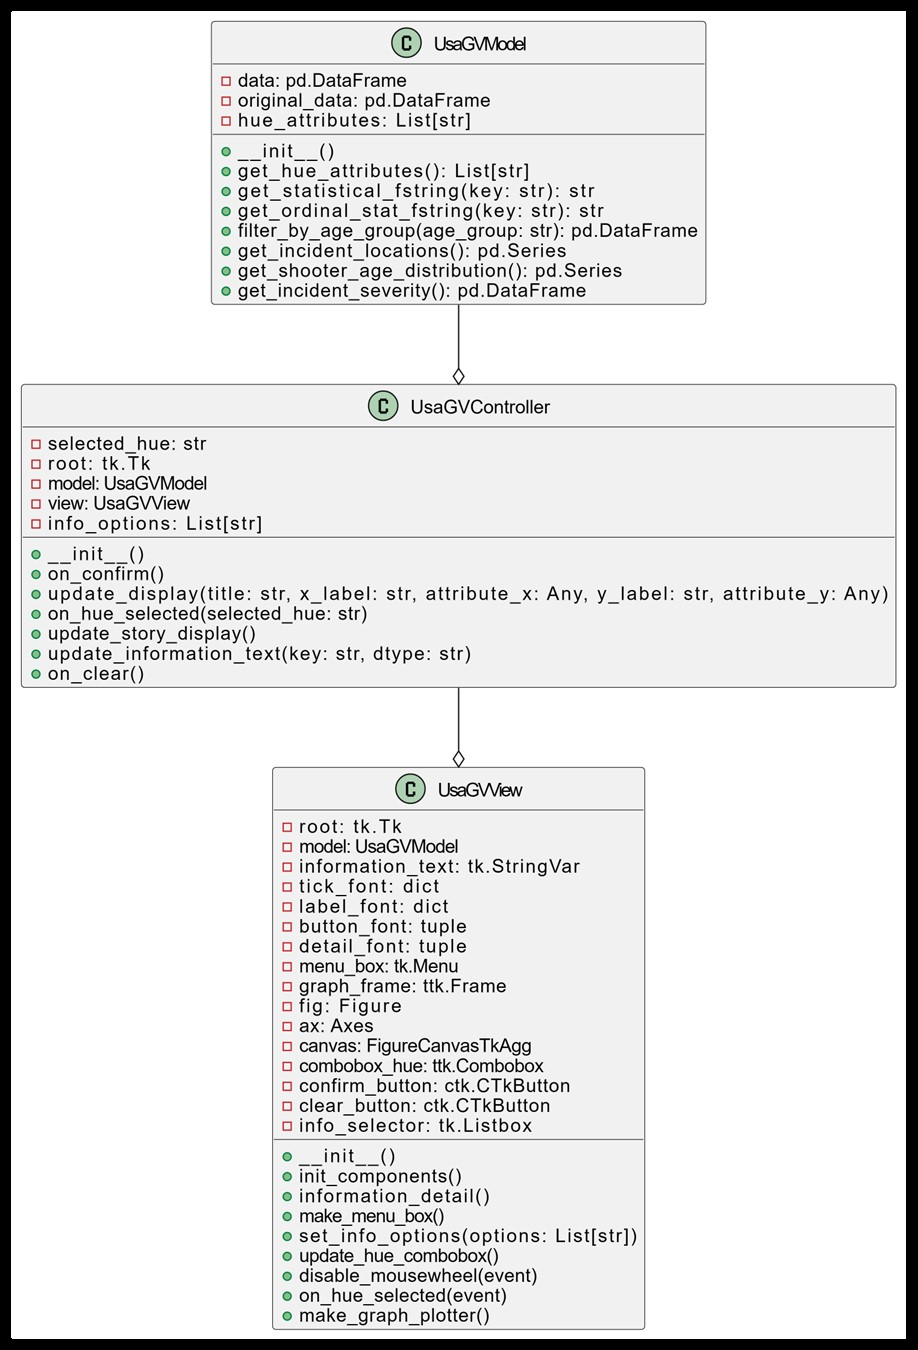 C UsaGVModel
data: pd.DataFrame
original_data: pd.DataFrame
hue_attributes: List[str]
__init__()
get_hue_attributes(): List[str]
get_statistical_fstring(key: str): str
get_ordinal_stat_fstring(key: str): str
filter_by_age_group(age_group: str): pd.DataFrame
get_incident_locations(): pd.Series
get_shooter_age_distribution(): pd.Series
get_incident_severity(): pd.DataFrame
C UsaGVController
selected_hue: str
root: tk.Tk
model: UsaGVModel
view: UsaGVView
info_options: List[str]
__init__()
on_confirm()
update_display(title: str, x_label: str, attribute_x: Any, y_label: str, attribute_y: Any)
on_hue_selected(selected_hue: str)
update_story_display()
update_information_text(key: str, dtype: str)
on_clear()
C UsaGVView
root: tk.Tk
model: UsaGVModel
information_text: tk.StringVar
tick_font: dict
label_font: dict
button_font: tuple
detail_font: tuple
menu_box: tk.Menu
graph_frame: ttk.Frame
fig: Figure
ax: Axes
canvas: FigureCanvasTkAgg
combobox_hue: ttk.Combobox
confirm_button: ctk.CTkButton
clear_button: ctk.CTkButton
info_selector: tk.Listbox
__init__()
init_components()
information_detail()
make_menu_box()
set_info_options(options: List[str])
update_hue_combobox()
disable_mousewheel(event)
on_hue_selected(event)
make_graph_plotter()